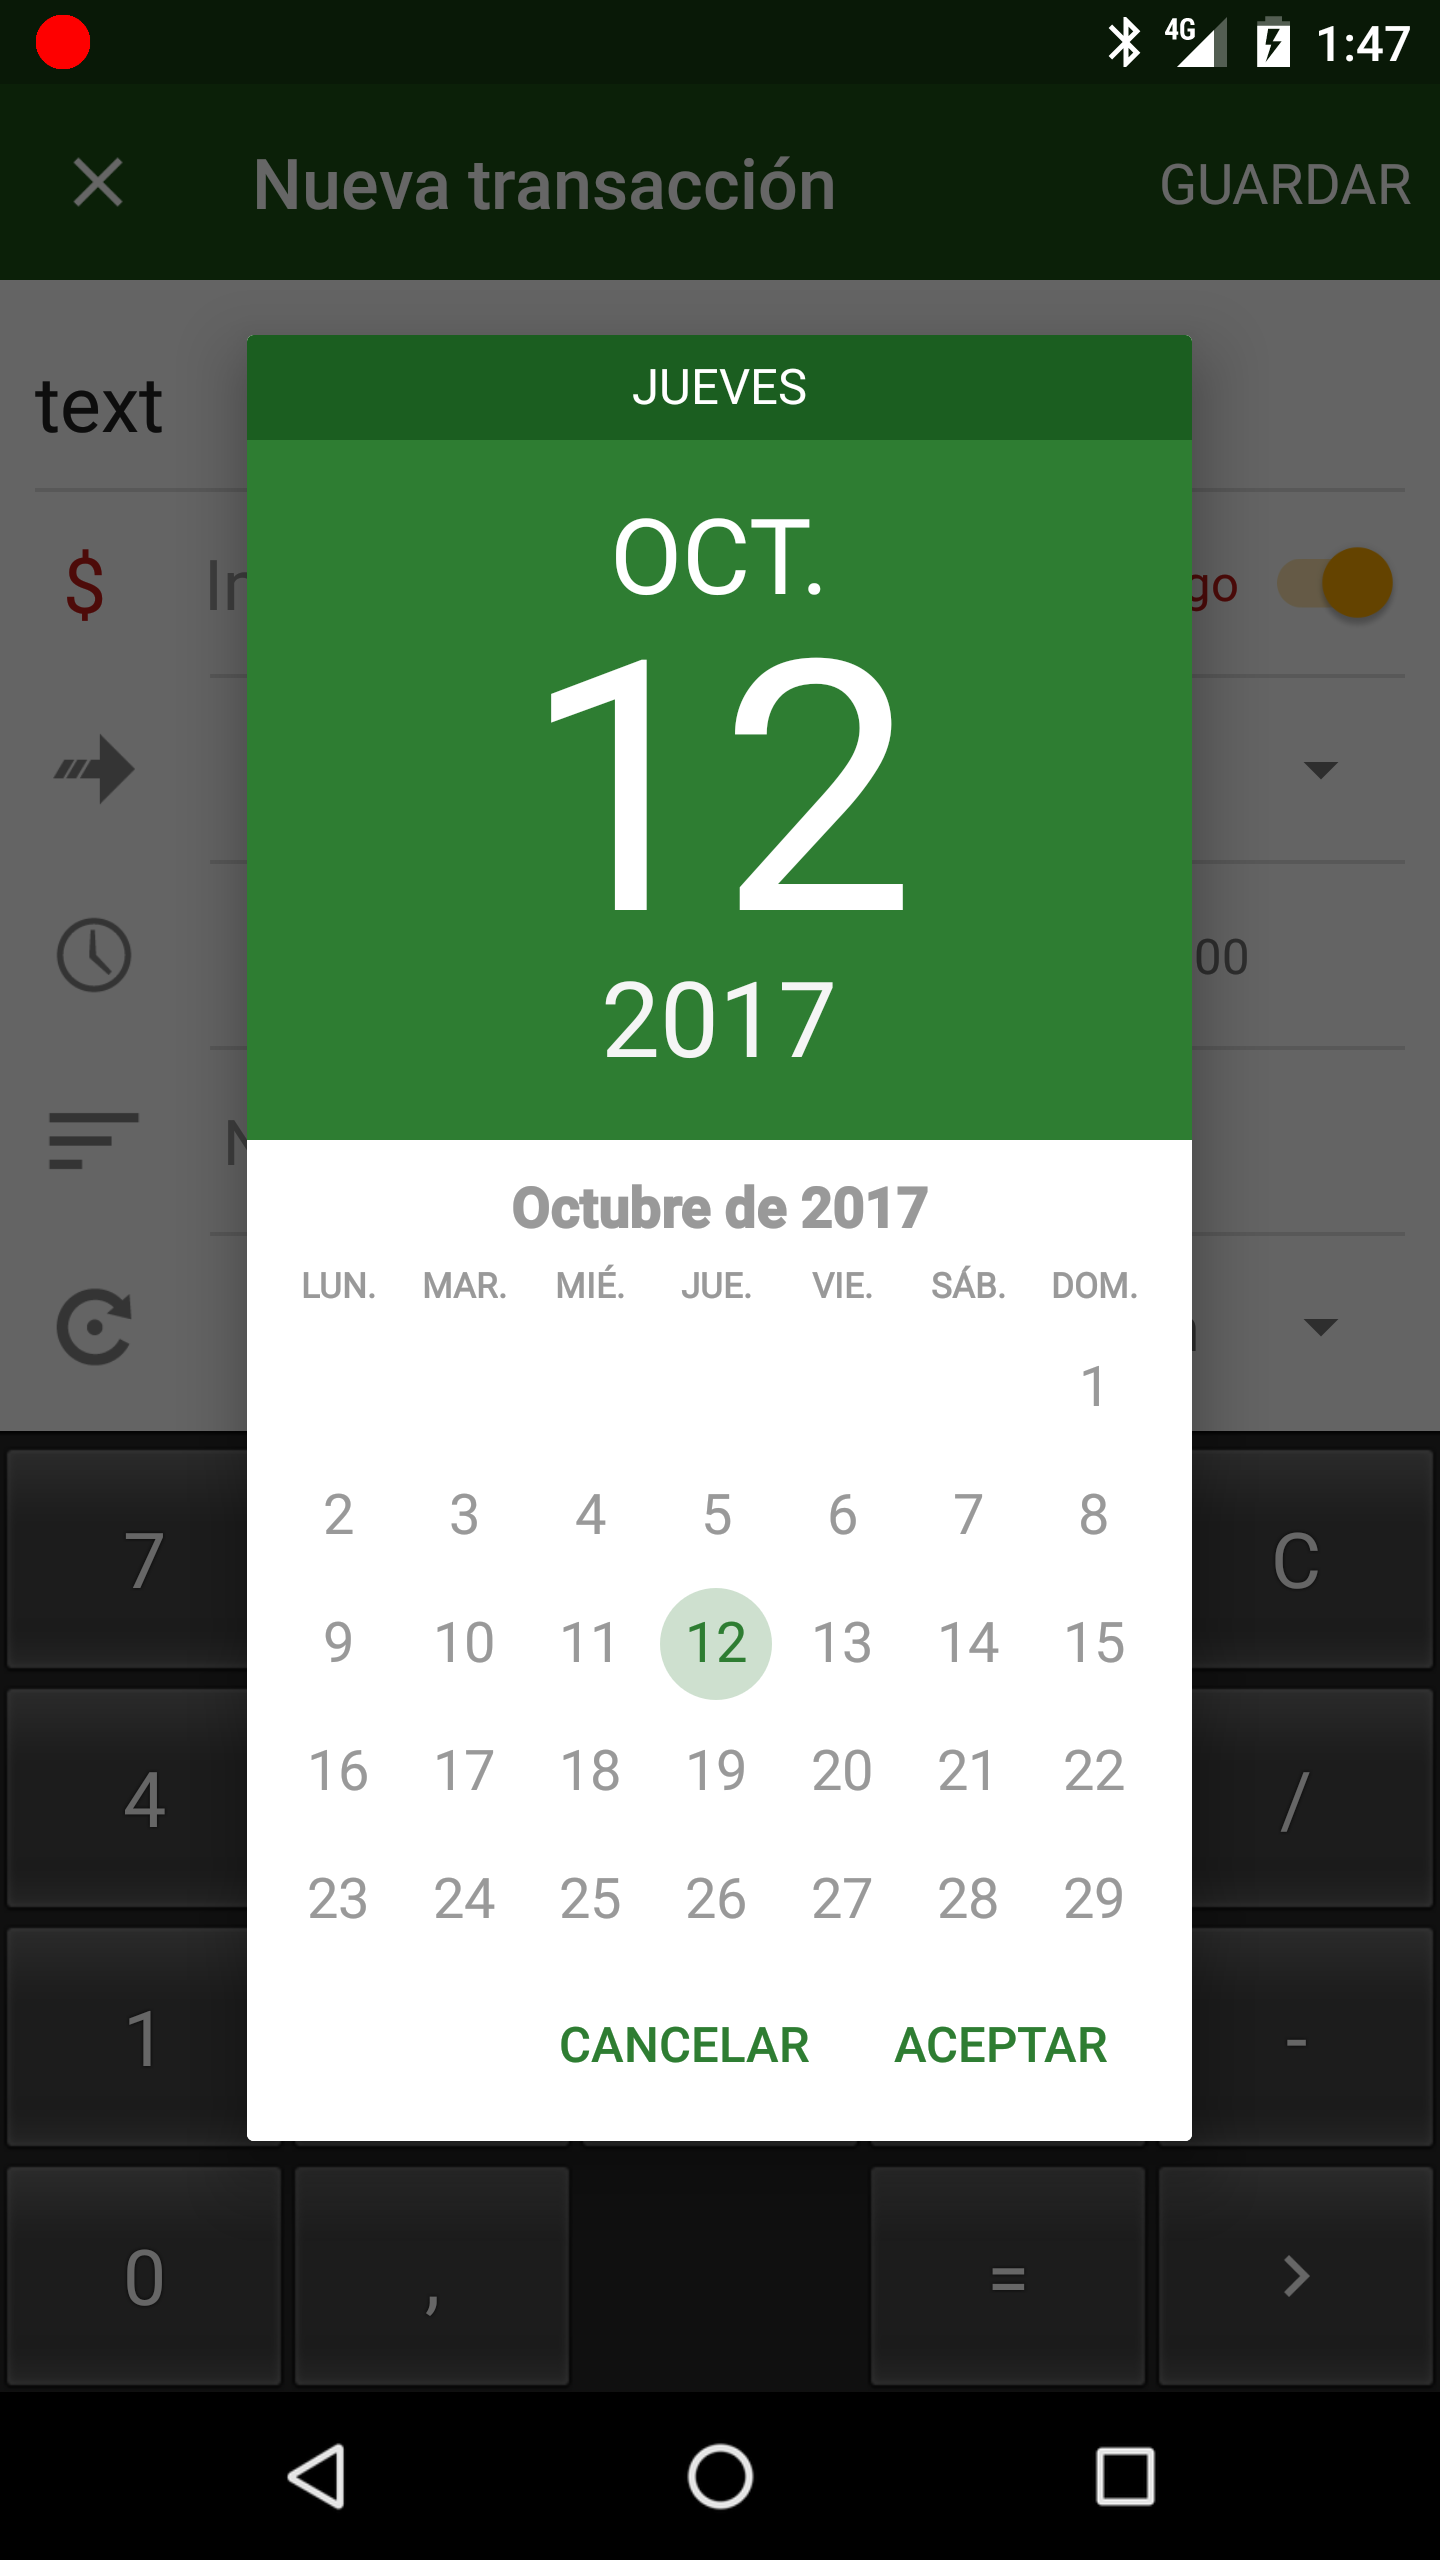 4G 1:47
Nueva transacción GUARDAR
text
JUEVES
$ OCT.
12
00
2017
Octubre de 2017
LUN. MAR. MIÉ. JUE. VIE. SÁB. DOM.
1
2 3 4 5 6 7 8
9 10 11 12 13 14 15
16 17 18 19 20 21 22
23 24 25 26 27 28 29
CANCELAR ACEPTAR
7 C
4 /
1 -
0 , = >